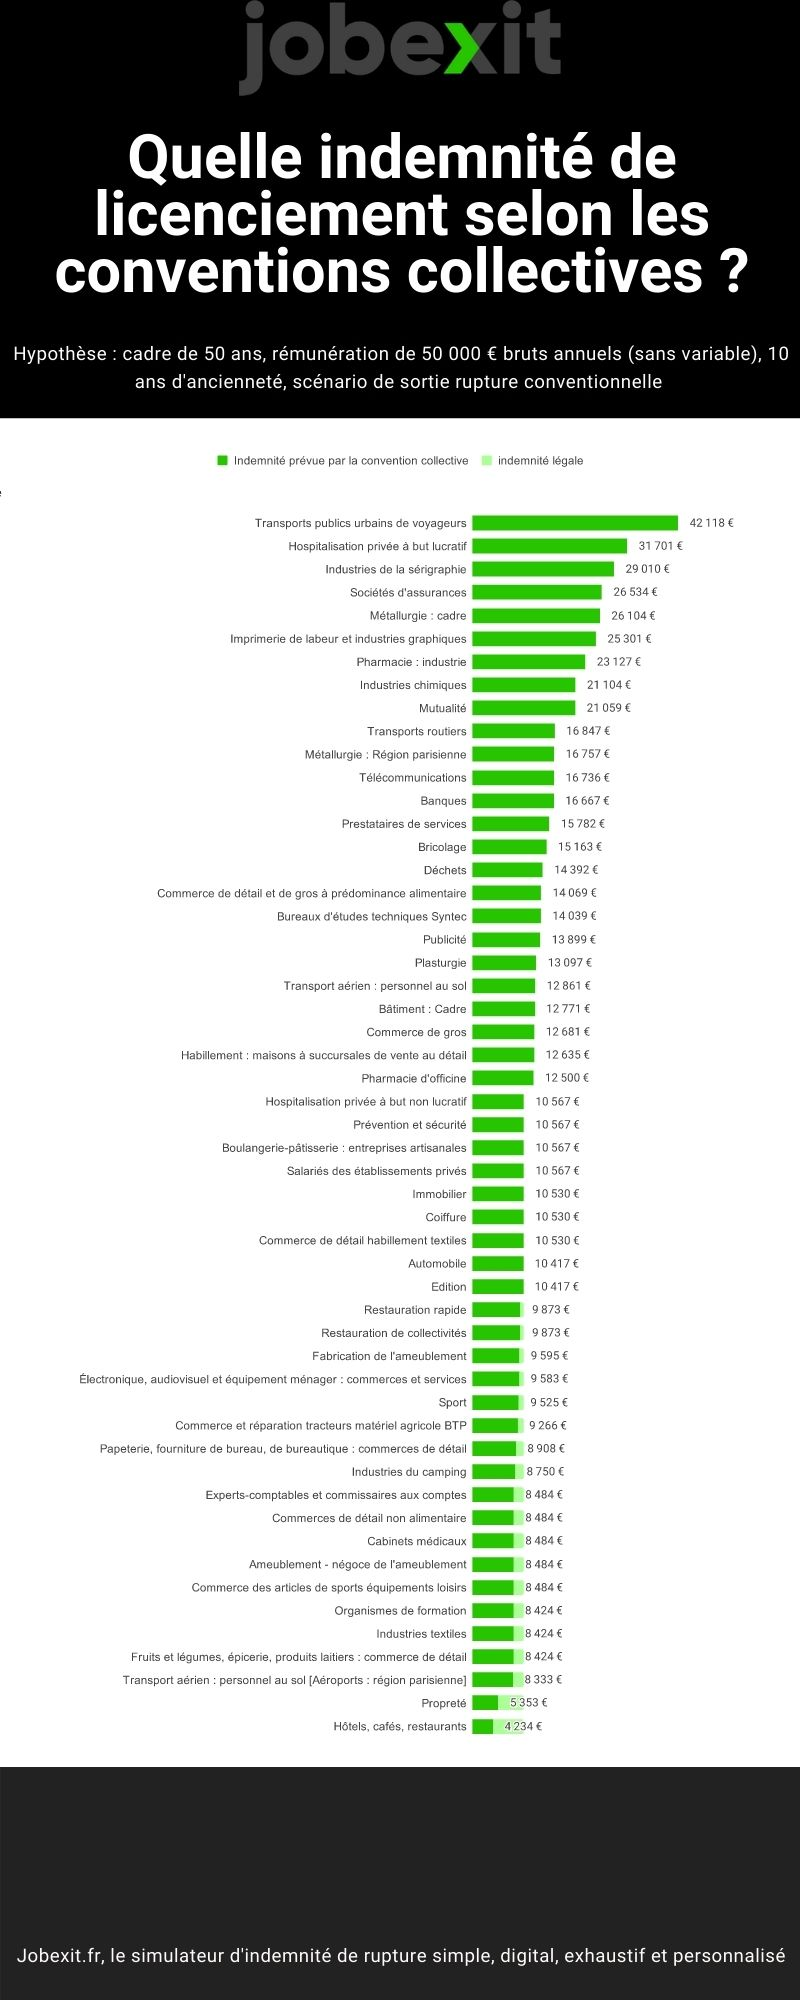 jobexit
Quelle indemnité de
licenciement selon les
conventions collectives ?
Hypothèse : cadre de 50 ans, rémunération de 50 000 € bruts annuels (sans variable), 10
ans d'ancienneté, scénario de sortie rupture conventionnelle
Indemnité prévue par la convention collective indemnité légale
Transports publics urbains de voyageurs 42 118 €
Hospitalisation privée à but lucratif 31 701 €
Industries de la sérigraphie 29 010 €
Sociétés d'assurances 26 534 €
Métallurgie : cadre 26 104 €
Imprimerie de labeur et industries graphiques 25 301 €
Pharmacie : industrie 23 127 €
Industries chimiques 21 104 €
Mutualité 21 059 €
Transports routiers 16 847 €
Métallurgie : Région parisienne 16 757 €
Télécommunications 16 736 €
Banques 16 667 €
Prestataires de services 15 782 €
Bricolage 15 163 €
Déchets 14 392 €
Commerce de détail et de gros à prédominance alimentaire 14 069 €
Bureaux d'études techniques Syntec 14 039 €
Publicité 13 899 €
Plasturgie 13 097 €
Transport aérien : personnel au sol 12 861 €
Bâtiment : Cadre 12 771 €
Commerce de gros 12 681 €
Habillement : maisons à succursales de vente au détail 12 635 €
Pharmacie d'officine 12 500 €
Hospitalisation privée à but non lucratif 10 567 €
Prévention et sécurité 10 567 €
Boulangerie-pâtisserie : entreprises artisanales 10 567 €
Salariés des établissements privés 10 567 €
Immobilier 10 530 €
Coiffure 10 530 €
Commerce de détail habillement textiles 10 530 €
Automobile 10 417 €
Edition 10 417 €
Restauration rapide 9 873 €
Restauration de collectivités 9 873 €
Fabrication de l'ameublement 9 595 €
Électronique, audiovisuel et équipement ménager : commerces et services 9 583 €
Sport 9 525 €
Commerce et réparation tracteurs matériel agricole BTP 9 266 €
Papeterie, fourniture de bureau, de bureautique : commerces de détail 8 908 €
Industries du camping 8 750 €
Experts-comptables et commissaires aux comptes 8 484 €
Commerces de détail non alimentaire 8 484 €
Cabinets médicaux 8 484 €
Ameublement - négoce de l'ameublement 8 484 €
Commerce des articles de sports équipements loisirs 8 484 €
Organismes de formation 8 424 €
Industries textiles 8 424 €
Fruits et légumes, épicerie, produits laitiers : commerce de détail 8 424 €
Transport aérien : personnel au sol [Aéroports : région parisienne] 8 333 €
Propreté 5 353 €
Hôtels, cafés, restaurants 4 234 €
Jobexit.fr, le simulateur d'indemnité de rupture simple, digital, exhaustif et personnalisé